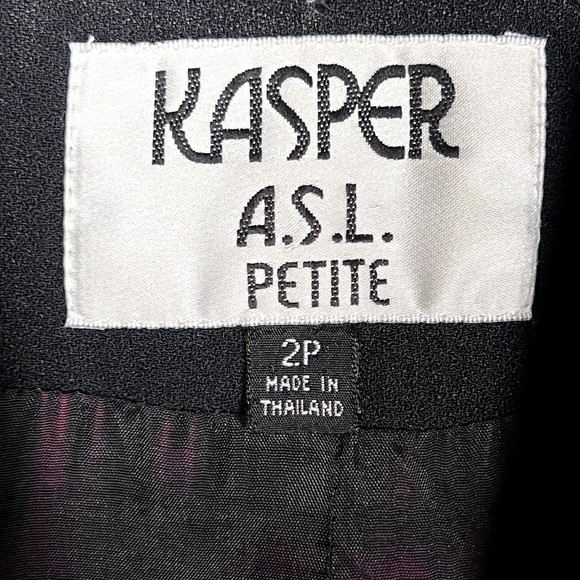 KASPER
A.S.L.
PETITE
2P
MADE IN
THAILAND